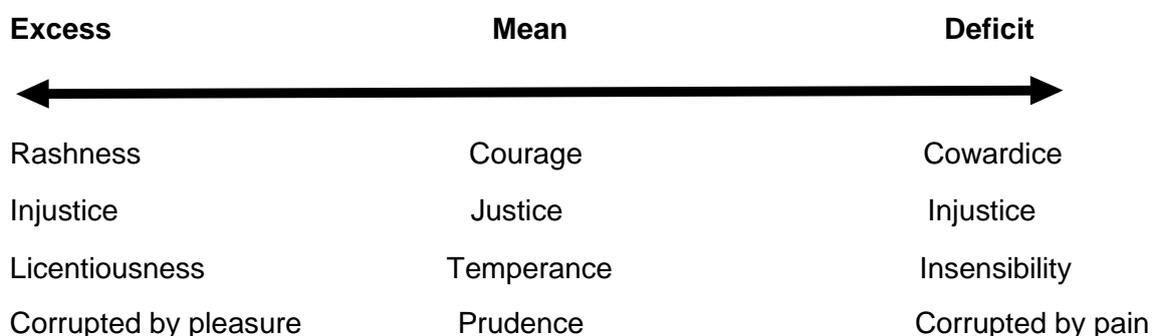 Excess Mean Deficit
Rashness Courage Cowardice
Injustice Justice Injustice
Licentiousness Temperance Insensibility
Corrupted by pleasure Prudence Corrupted by pain